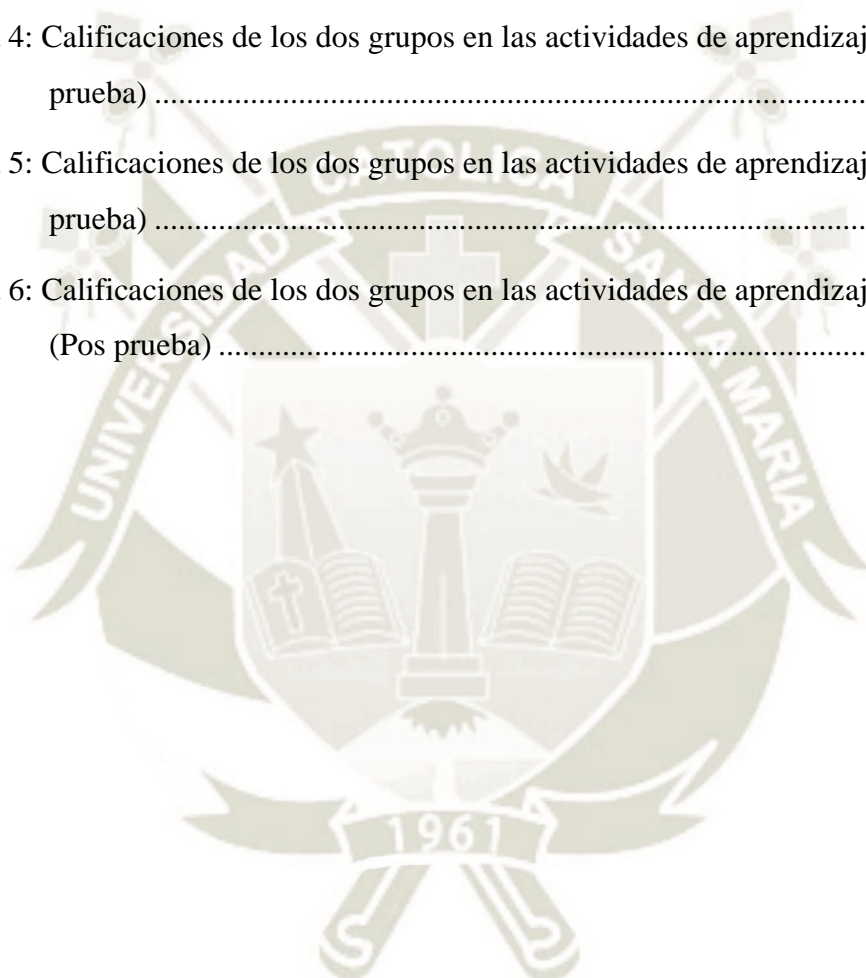 4: Calificaciones de los dos grupos en las actividades de aprendizaj
prueba) ..........................................................................
5: Calificaciones de los dos grupos en las actividades de aprendizaj
prueba) ..........................................................................
6: Calificaciones de los dos grupos en las actividades de aprendizaj
(Pos prueba) ...................................................................
UNIVERSIDAD CATOLICA SANTA MARIA
1961